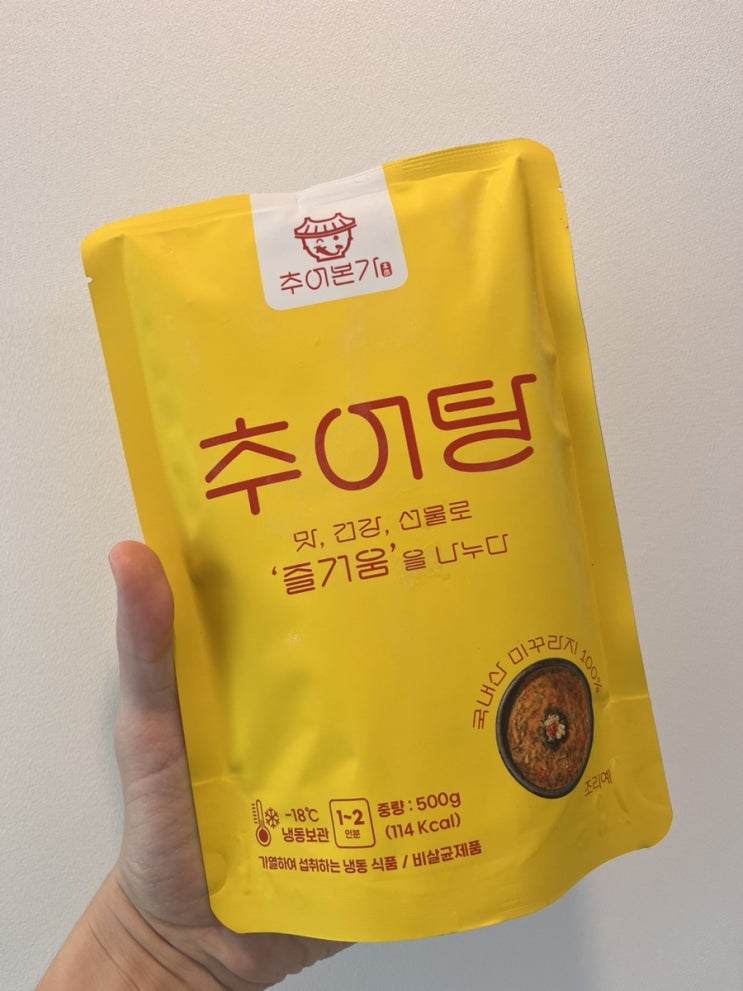 추어본가
추어탕
맛, 건강, 선물로
'즐거움'을 나누다
국내산 미꾸라지 100%
조리예
-18℃
냉동보관
1~2
인분
중량 : 500g
(114 Kcal)
가열하여 섭취하는 냉동 식품 / 비살균제품